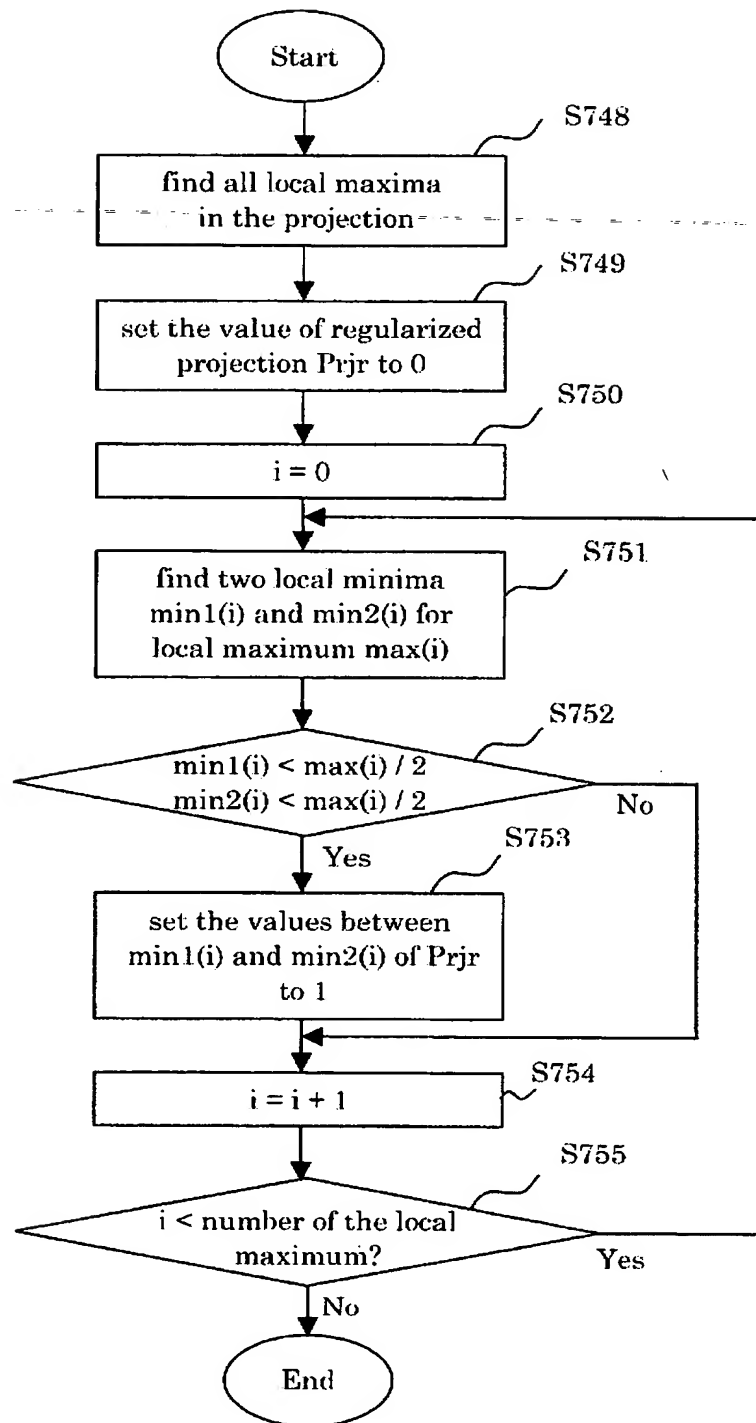 Start
S748
find all local maxima
in the projection
S749
set the value of regularized
projection Prjr to 0
S750
i = 0
S751
find two local minima
min1(i) and min2(i) for
local maximum max(i)
S752
min1(i) < max(i) / 2
min2(i) < max(i) / 2
No
Yes
S753
set the values between
min1(i) and min2(i) of Prjr
to 1
S754
i = i + 1
S755
i < number of the local
maximum?
Yes
No
End